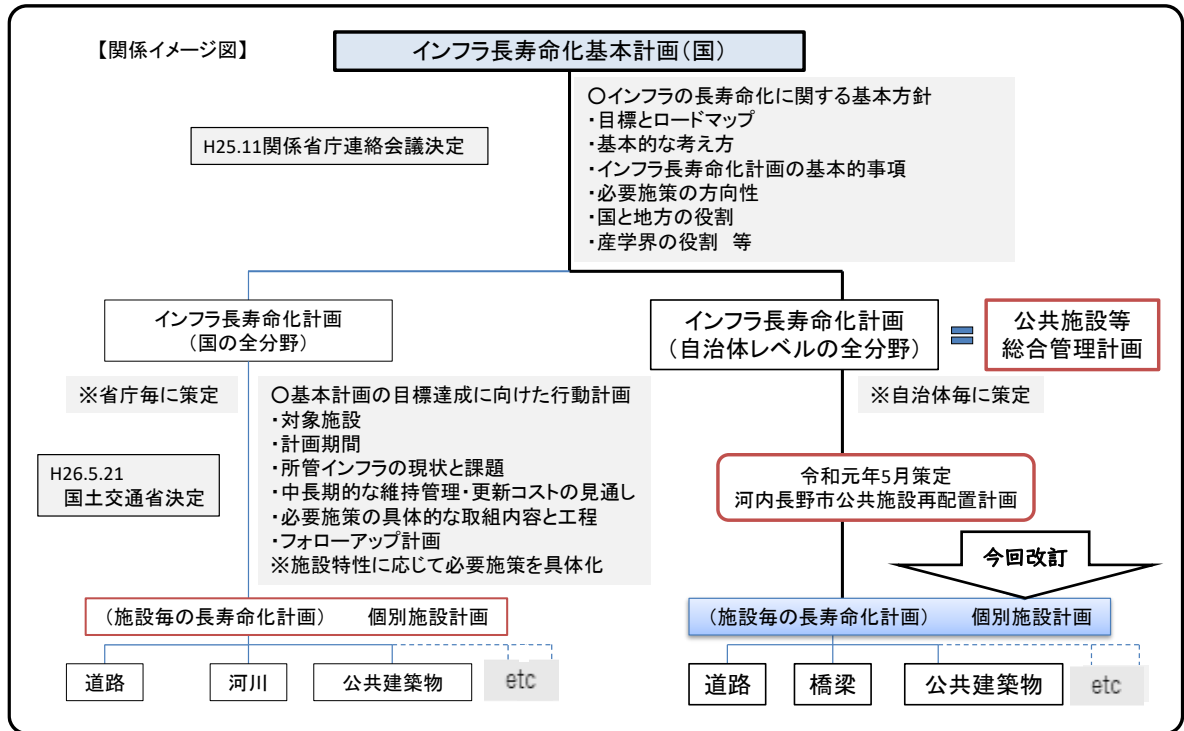 【関係イメージ図】
インフラ長寿命化基本計画(国)
H25.11関係省庁連絡会議決定
○インフラの長寿命化に関する基本方針
・目標とロードマップ
・基本的な考え方
・インフラ長寿命化計画の基本的事項
・必要施策の方向性
・国と地方の役割
・産学界の役割 等
インフラ長寿命化計画
(国の全分野)
インフラ長寿命化計画
(自治体レベルの全分野)
=
公共施設等
総合管理計画
※省庁毎に策定
○基本計画の目標達成に向けた行動計画
・対象施設
・計画期間
・所管インフラの現状と課題
・中長期的な維持管理・更新コストの見通し
・必要施策の具体的な取組内容と工程
・フォローアップ計画
※施設特性に応じて必要施策を具体化
※自治体毎に策定
H26.5.21
国土交通省決定
令和元年5月策定
河内長野市公共施設再配置計画
今回改訂
(施設毎の長寿命化計画) 個別施設計画
(施設毎の長寿命化計画) 個別施設計画
道路
河川
公共建築物
etc
道路
橋梁
公共建築物
etc